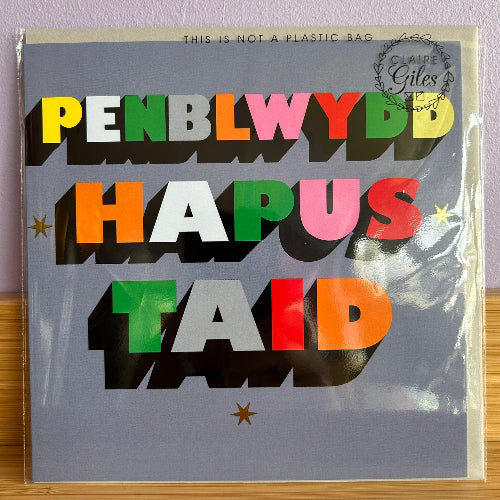 THIS IS NOT A PLASTIC BAG
CLAIRE
Giles
PENBLWYDD
HAPUS
TAID